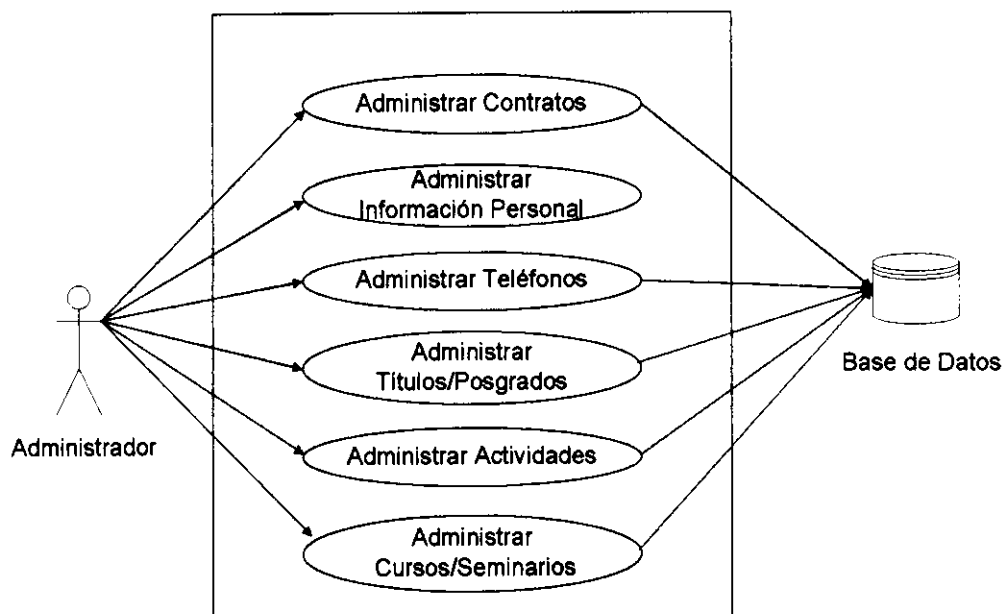 Administrar Contratos
Administrar
Información Personal
Administrar Teléfonos
Administrar
Títulos/Posgrados
Base de Datos
Administrador
Administrar Actividades
Administrar
Cursos/Seminarios